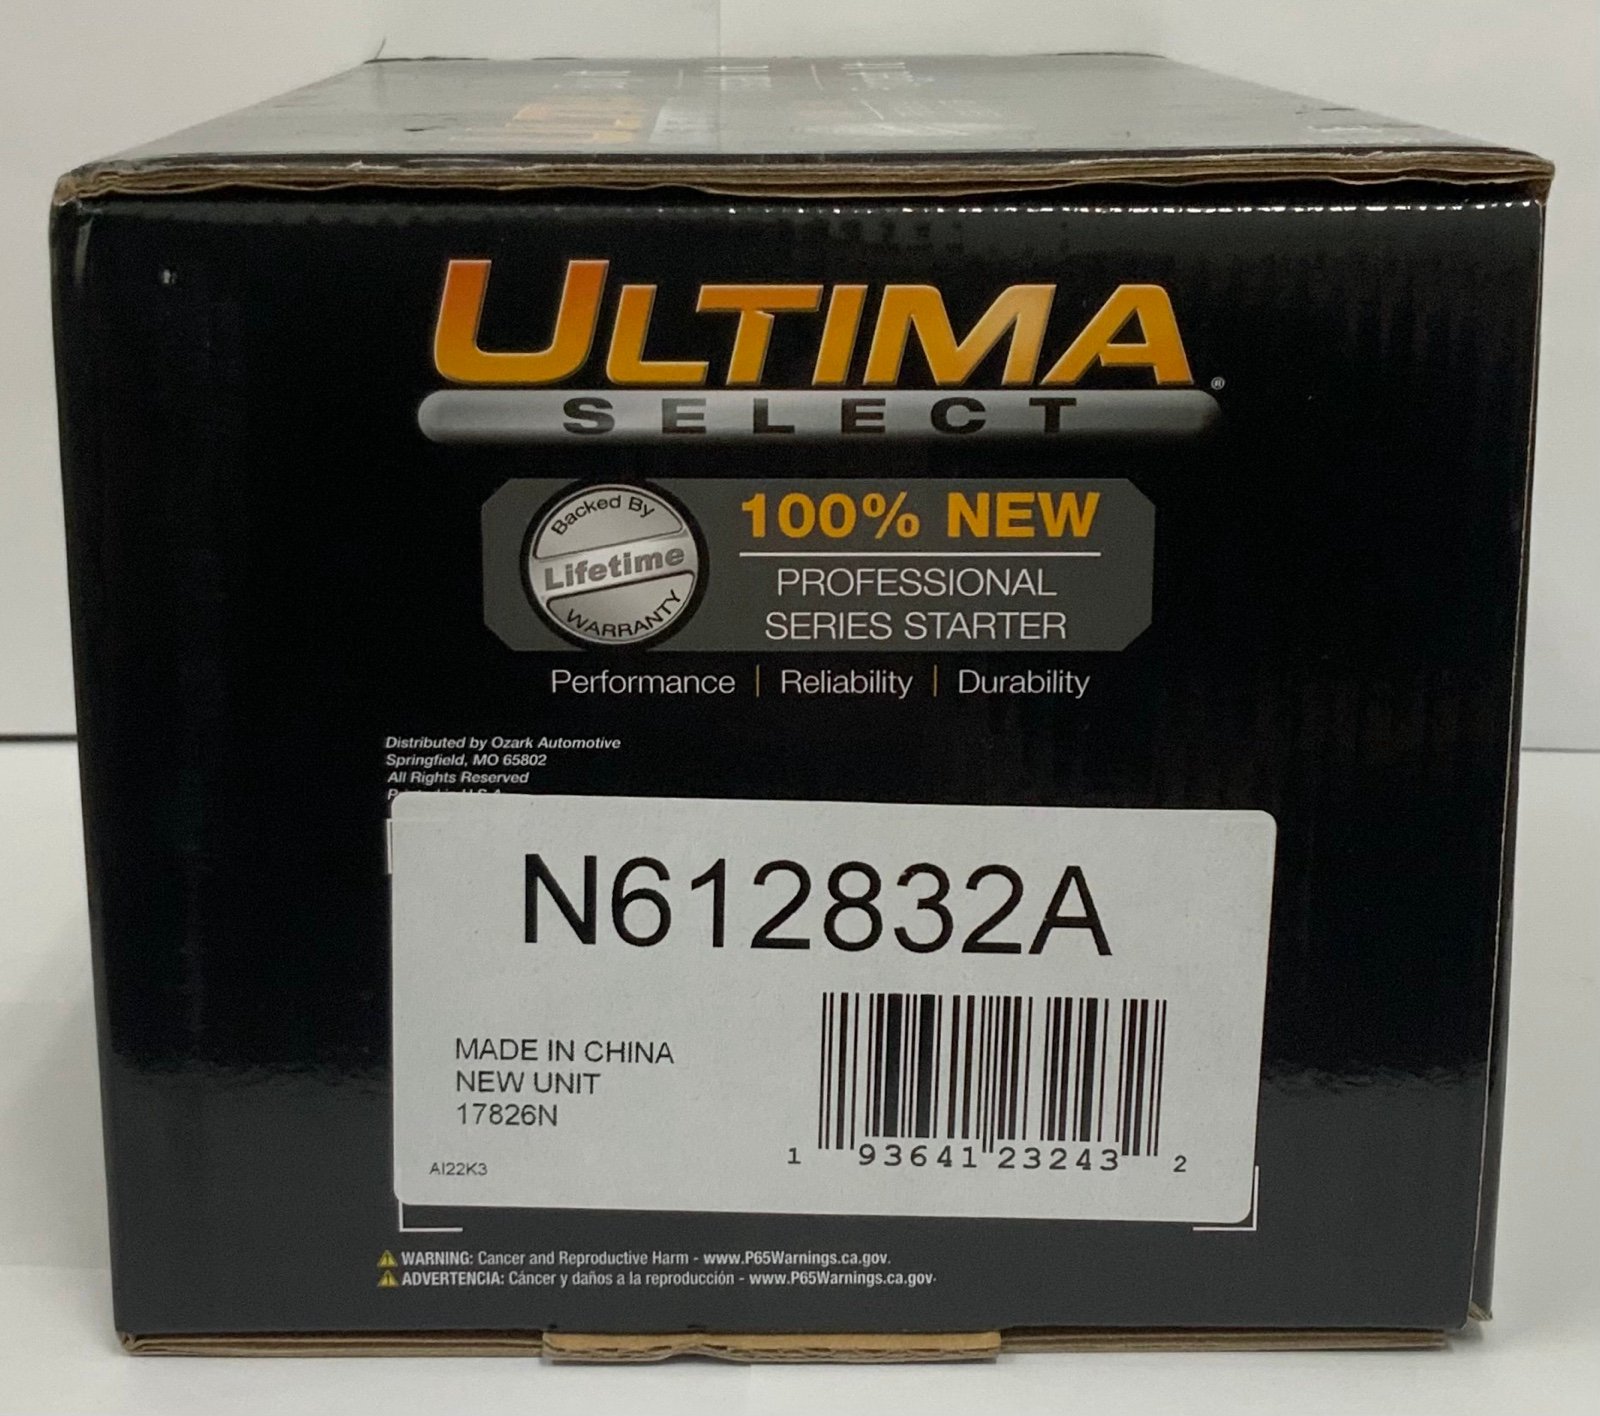 ULTIMA ®
SELECT
Backed By
Lifetime
WARRANTY
100% NEW
PROFESSIONAL
SERIES STARTER
Performance | Reliability | Durability
Distributed by Ozark Automotive
Springfield, MO 65802
All Rights Reserved
N612832A
MADE IN CHINA
NEW UNIT
17826N
AI22K3
1 93641 23243 2
WARNING: Cancer and Reproductive Harm - www.P65Warnings.ca.gov.
ADVERTENCIA: Cáncer y daños a la reproducción - www.P65Warnings.ca.gov.